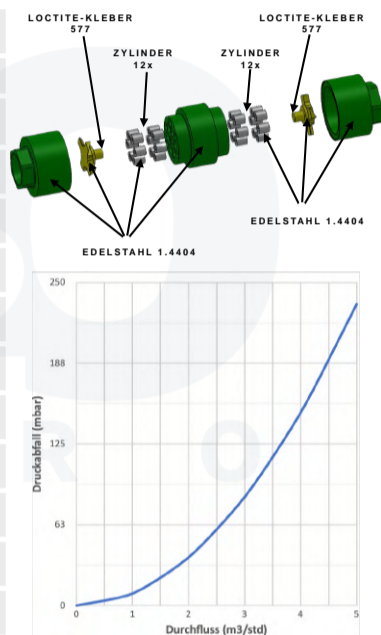 LOCTITE-KLEBER
577
LOCTITE-KLEBER
577
ZYLINDER
12x
ZYLINDER
12x
EDELSTAHL 1.4404
EDELSTAHL 1.4404
250
188
125
63
0
Druckabfall (mbar)
0
1
2
3
4
5
Durchfluss (m3/std)
R O